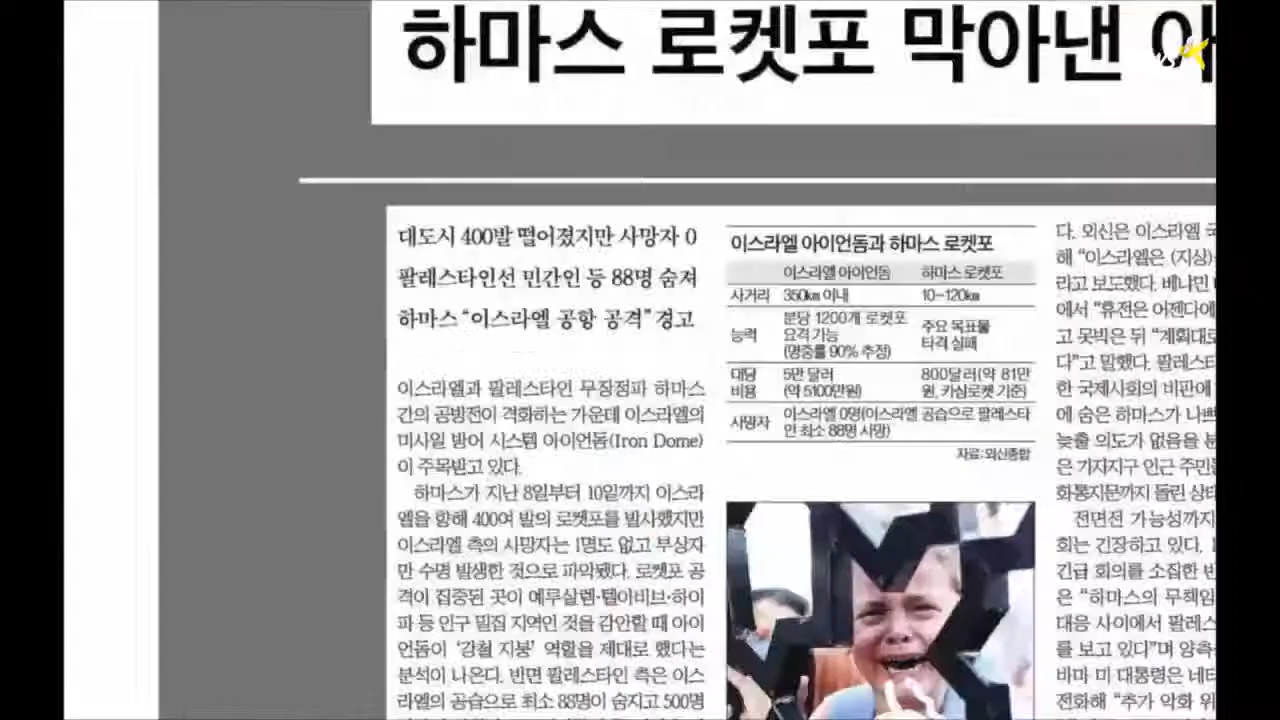 하마스 로켓포 막아낸
대도시 400발 떨어졌지만 사망자 0
팔레스타인선 민간인 등 88명 숨져
하마스 “이스라엘 공항 공격” 경고
이스라엘과 팔레스타인 무장정파 하마스
간의 공방전이 격화하는 가운데 이스라엘의
미사일 방어 시스템 아이언돔(Iron Dome)
이 주목받고 있다.
하마스가 지난 8일부터 10일까지 이스라
엘을 향해 400여 발의 로켓포를 발사했지만
이스라엘 측의 사망자는 1명도 없고 부상자
만 수명 발생한 것으로 파악됐다. 로켓포 공
격이 집중된 곳이 예루살렘·텔아비브·하이
파 등 인구 밀집 지역인 것을 감안할 때 아이
언돔이 ‘강철 지붕’ 역할을 제대로 했다는
분석이 나온다. 반면 팔레스타인 측은 이스
라엘의 공습으로 최소 88명이 숨지고 500명
이스라엘 아이언돔과 하마스 로켓포
이스라엘 아이언돔 하마스 로켓포
사거리 350㎞ 이내 10~120㎞
능력 분당 1200개 로켓포 요격 가능 (명중률 90% 추정) 주요 목표물 타격 실패
대당 비용 5만 달러 (약 5100만원) 800달러(약 81만 원, 카삼로켓 기준)
사망자 이스라엘 0명(이스라엘 공습으로 팔레스타
인 최소 88명 사망)
자료: 외신종합
다. 외신은 이스라엘
해 “이스라엘은 (지상)
라고 보도했다. 베냐민
에서 “휴전은 어젠다에
고 못박은 뒤 “계획대로
다”고 말했다. 팔레스타
한 국제사회의 비판에
에 숨은 하마스가 나쁘
늦출 의도가 없음을 분
은 가자지구 인근 주민
화통지문까지 돌린 상태
전면전 가능성까지
회는 긴장하고 있다.
긴급 회의를 소집한 반
은 “하마스의 무책임
대응 사이에서 팔레스
를 보고 있다”며 양측
바마 미 대통령은 네타
전화해 “추가 악화 위